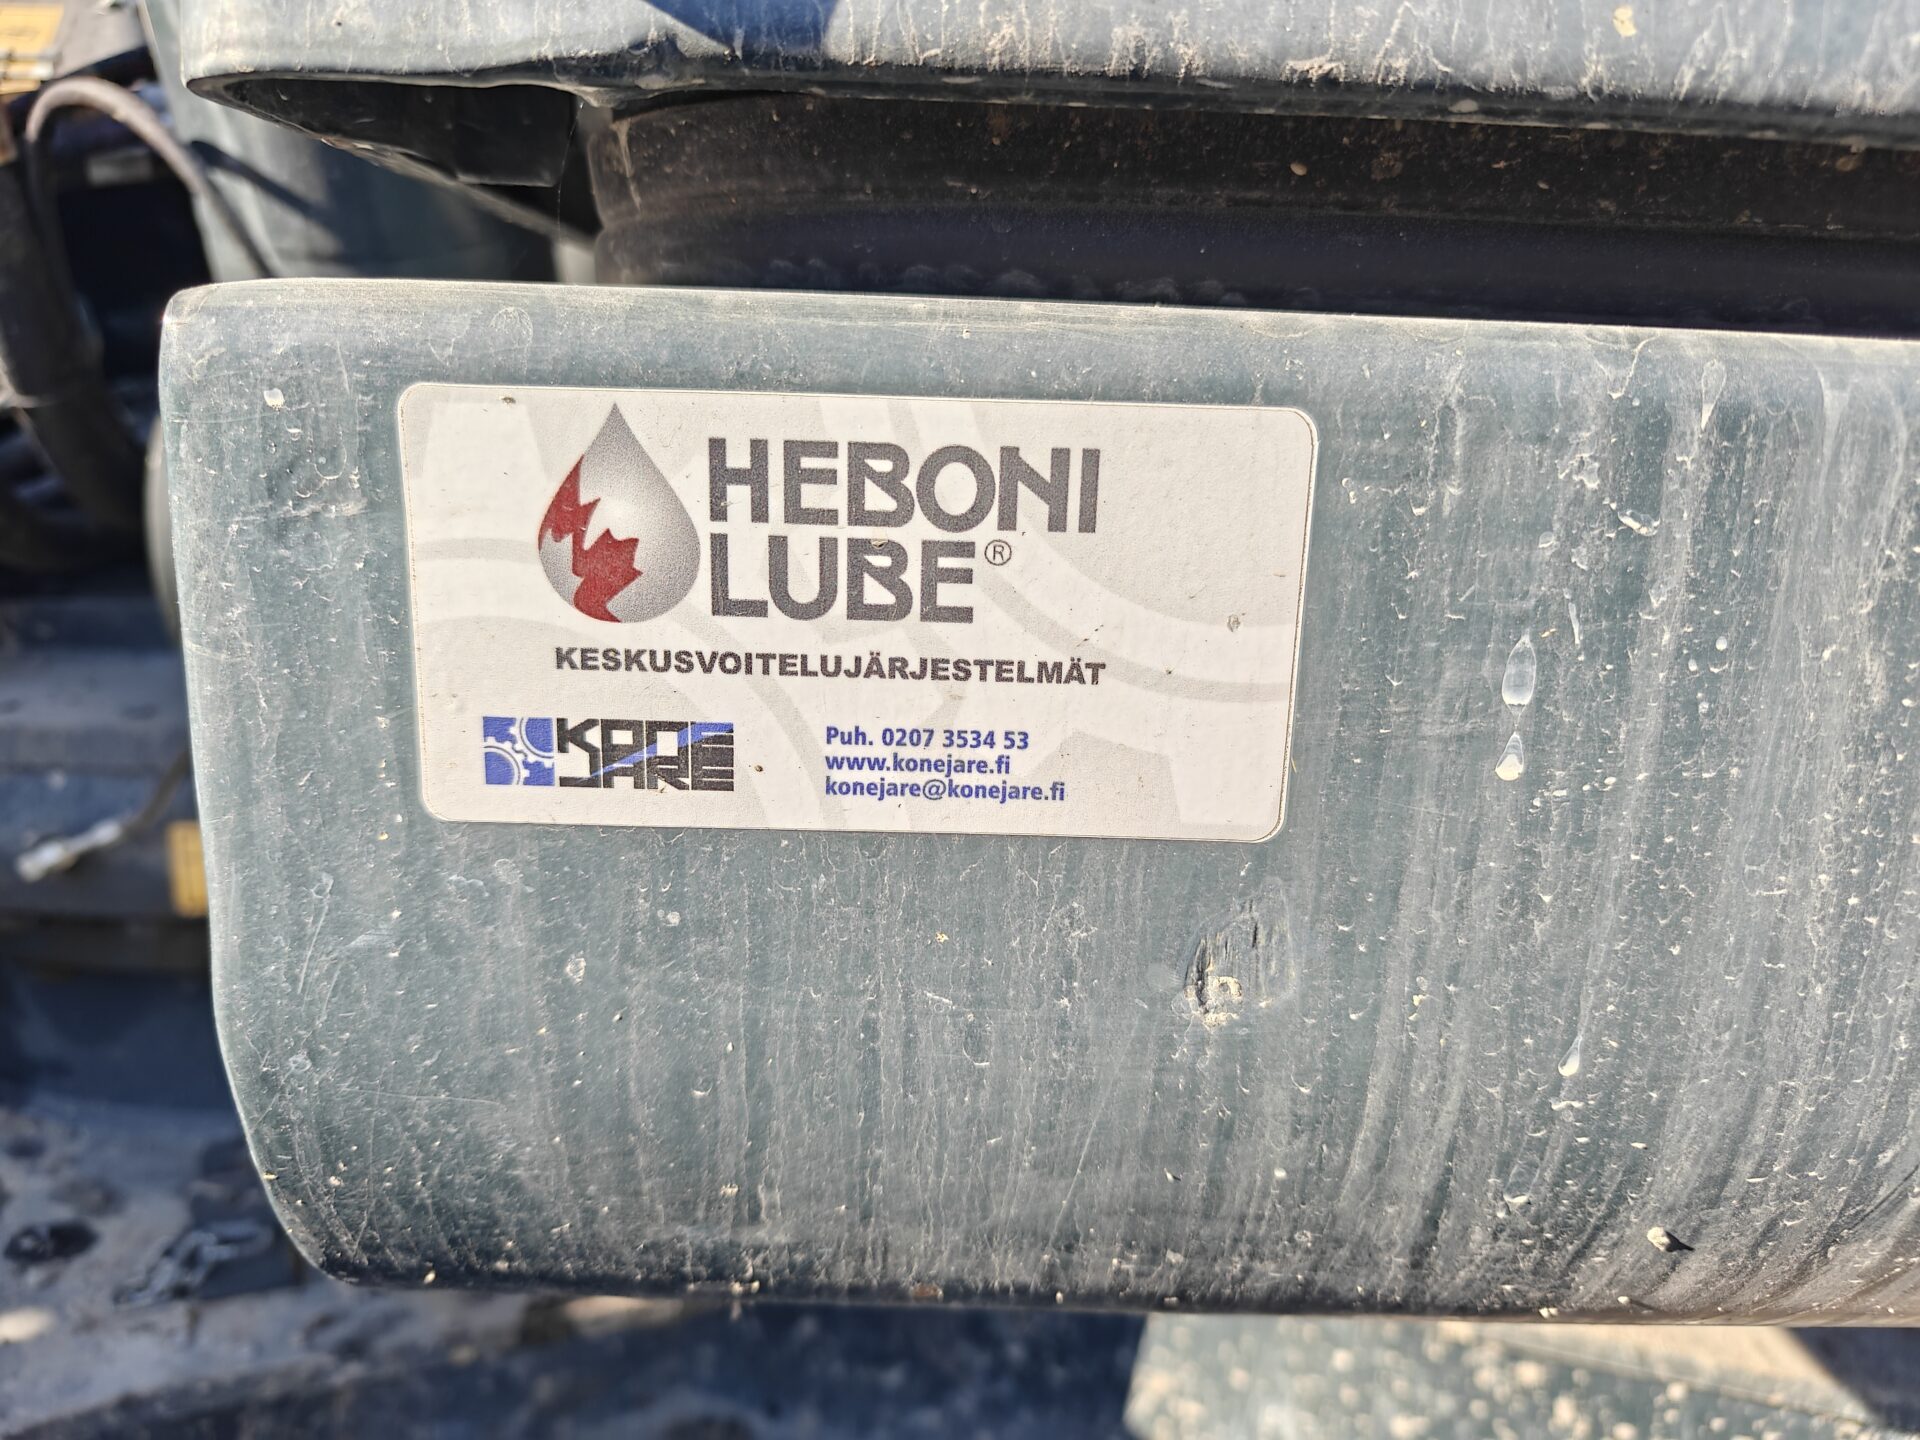 HEBONI
LUBE®
KESKUSVOITELUJÄRJESTELMÄT
KONE
JARE
Puh. 0207 3534 53
www.konejare.fi
konejare@konejare.fi